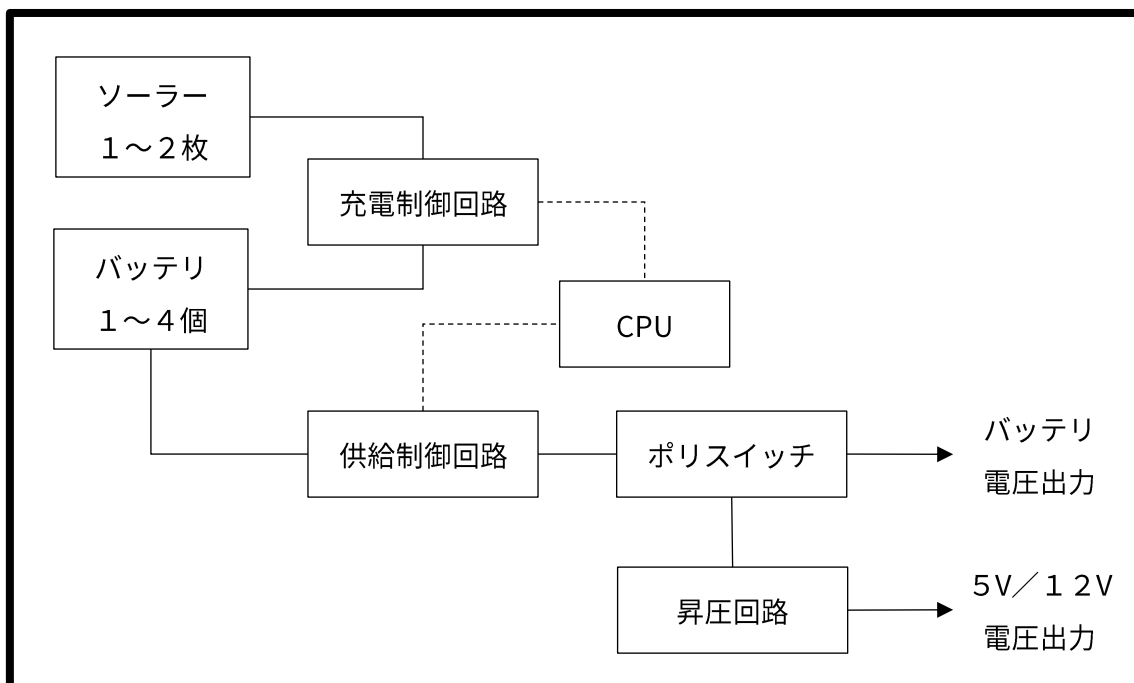 ソーラー
１～２枚
充電制御回路
バッテリ
１～４個
CPU
供給制御回路
ポリスイッチ
バッテリ
電圧出力
昇圧回路
５V／１２V
電圧出力